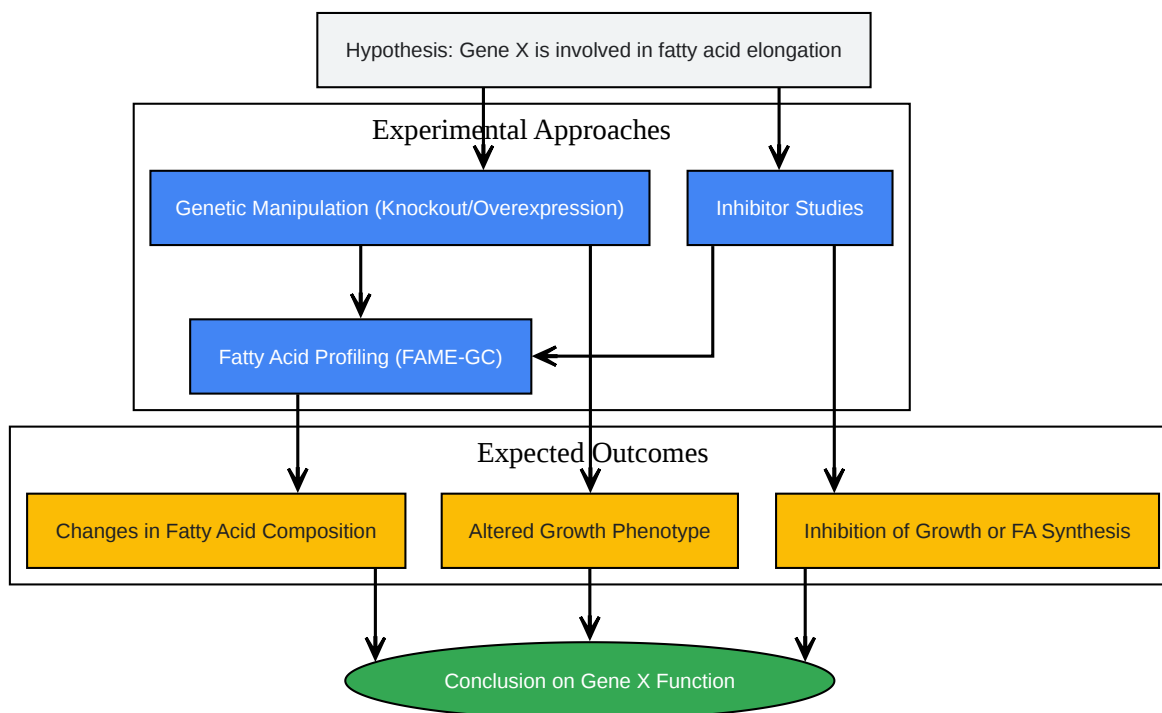 Hypothesis: Gene X is involved in fatty acid elongation
Experimental Approaches
Genetic Manipulation (Knockout/Overexpression)
Inhibitor Studies
Fatty Acid Profiling (FAME-GC)
Expected Outcomes
Changes in Fatty Acid Composition
Altered Growth Phenotype
Inhibition of Growth or FA Synthesis
Conclusion on Gene X Function